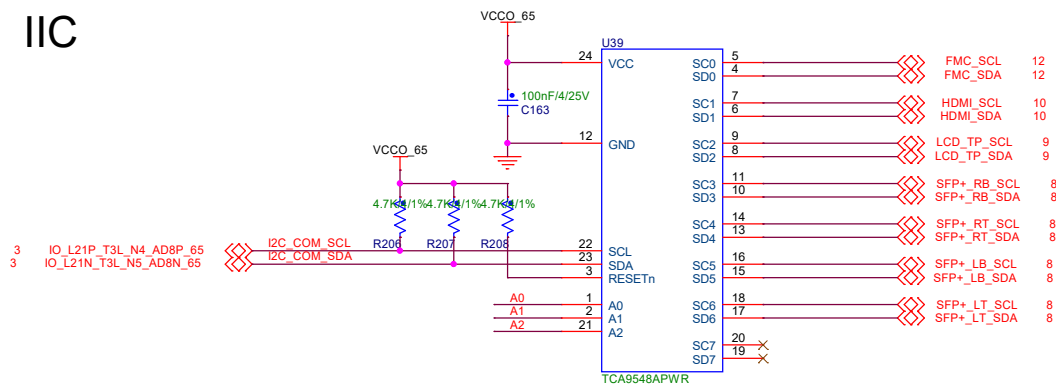 IIC
VCCO_65
U39
24 VCC SC0 5 FMC_SCL 12
SD0 4 FMC_SDA 12
100nF/4/25V
C163
SC1 7 HDMI_SCL 10
SD1 6 HDMI_SDA 10
12 GND SC2 9 LCD_TP_SCL 9
SD2 8 LCD_TP_SDA 9
VCCO_65
SC3 11 SFP+_RB_SCL 8
SD3 10 SFP+_RB_SDA 8
4.7K/4/1% 4.7K/4/1% 4.7K/4/1%
SC4 14 SFP+_RT_SCL 8
SD4 13 SFP+_RT_SDA 8
R206 R207 R208
3 IO_L21P_T3L_N4_AD8P_65 I2C_COM_SCL 22 SCL
3 IO_L21N_T3L_N5_AD8N_65 I2C_COM_SDA 23 SDA
SC5 16 SFP+_LB_SCL 8
3 RESETn SD5 15 SFP+_LB_SDA 8
A0 1 A0 SC6 18 SFP+_LT_SCL 8
A1 2 A1 SD6 17 SFP+_LT_SDA 8
A2 21 A2
SC7 20
SD7 19
TCA9548APWR